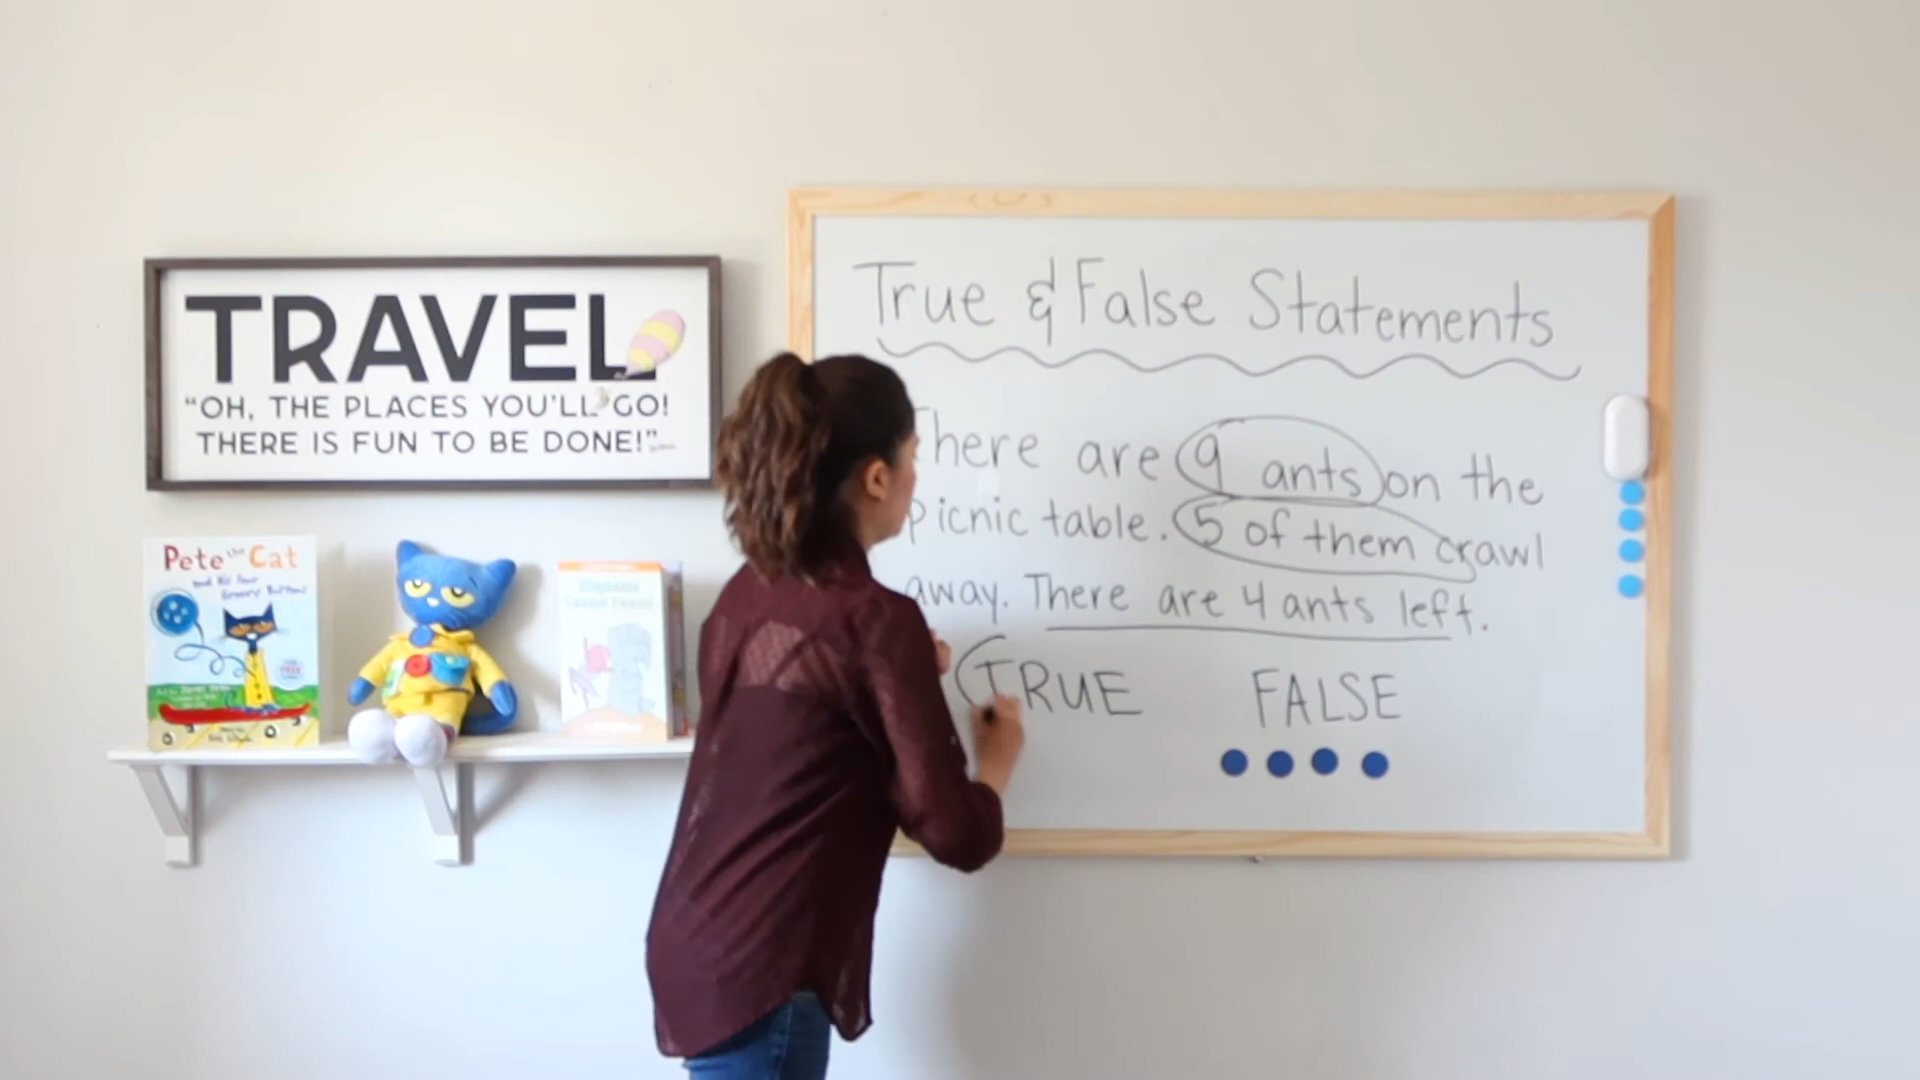 TRAVEL
"OH, THE PLACES YOU'LL GO!
THERE IS FUN TO BE DONE!"
Pete the Cat
and his Four
Groovy Buttons
True & False Statements
There are 9 ants on the
picnic table. 5 of them crawl
away. There are 4 ants left.
TRUE FALSE